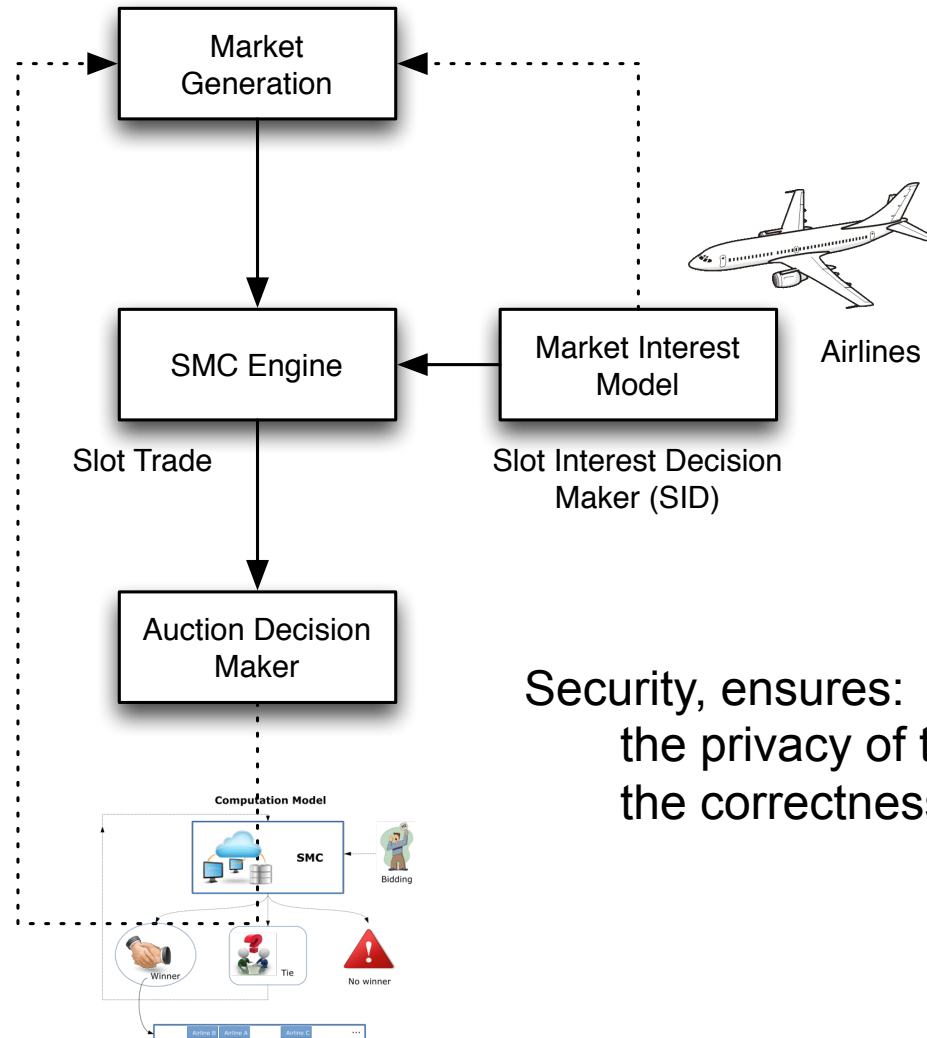 Market
Generation
SMC Engine
Market Interest
Model
Airlines
Slot Trade
Slot Interest Decision
Maker (SID)
Auction Decision
Maker
Security, ensures:
the privacy of
the correctness
Computation Model
SMC
Bidding
Winner
Tie
No winner
Airline B
Airline A
Airline C
...